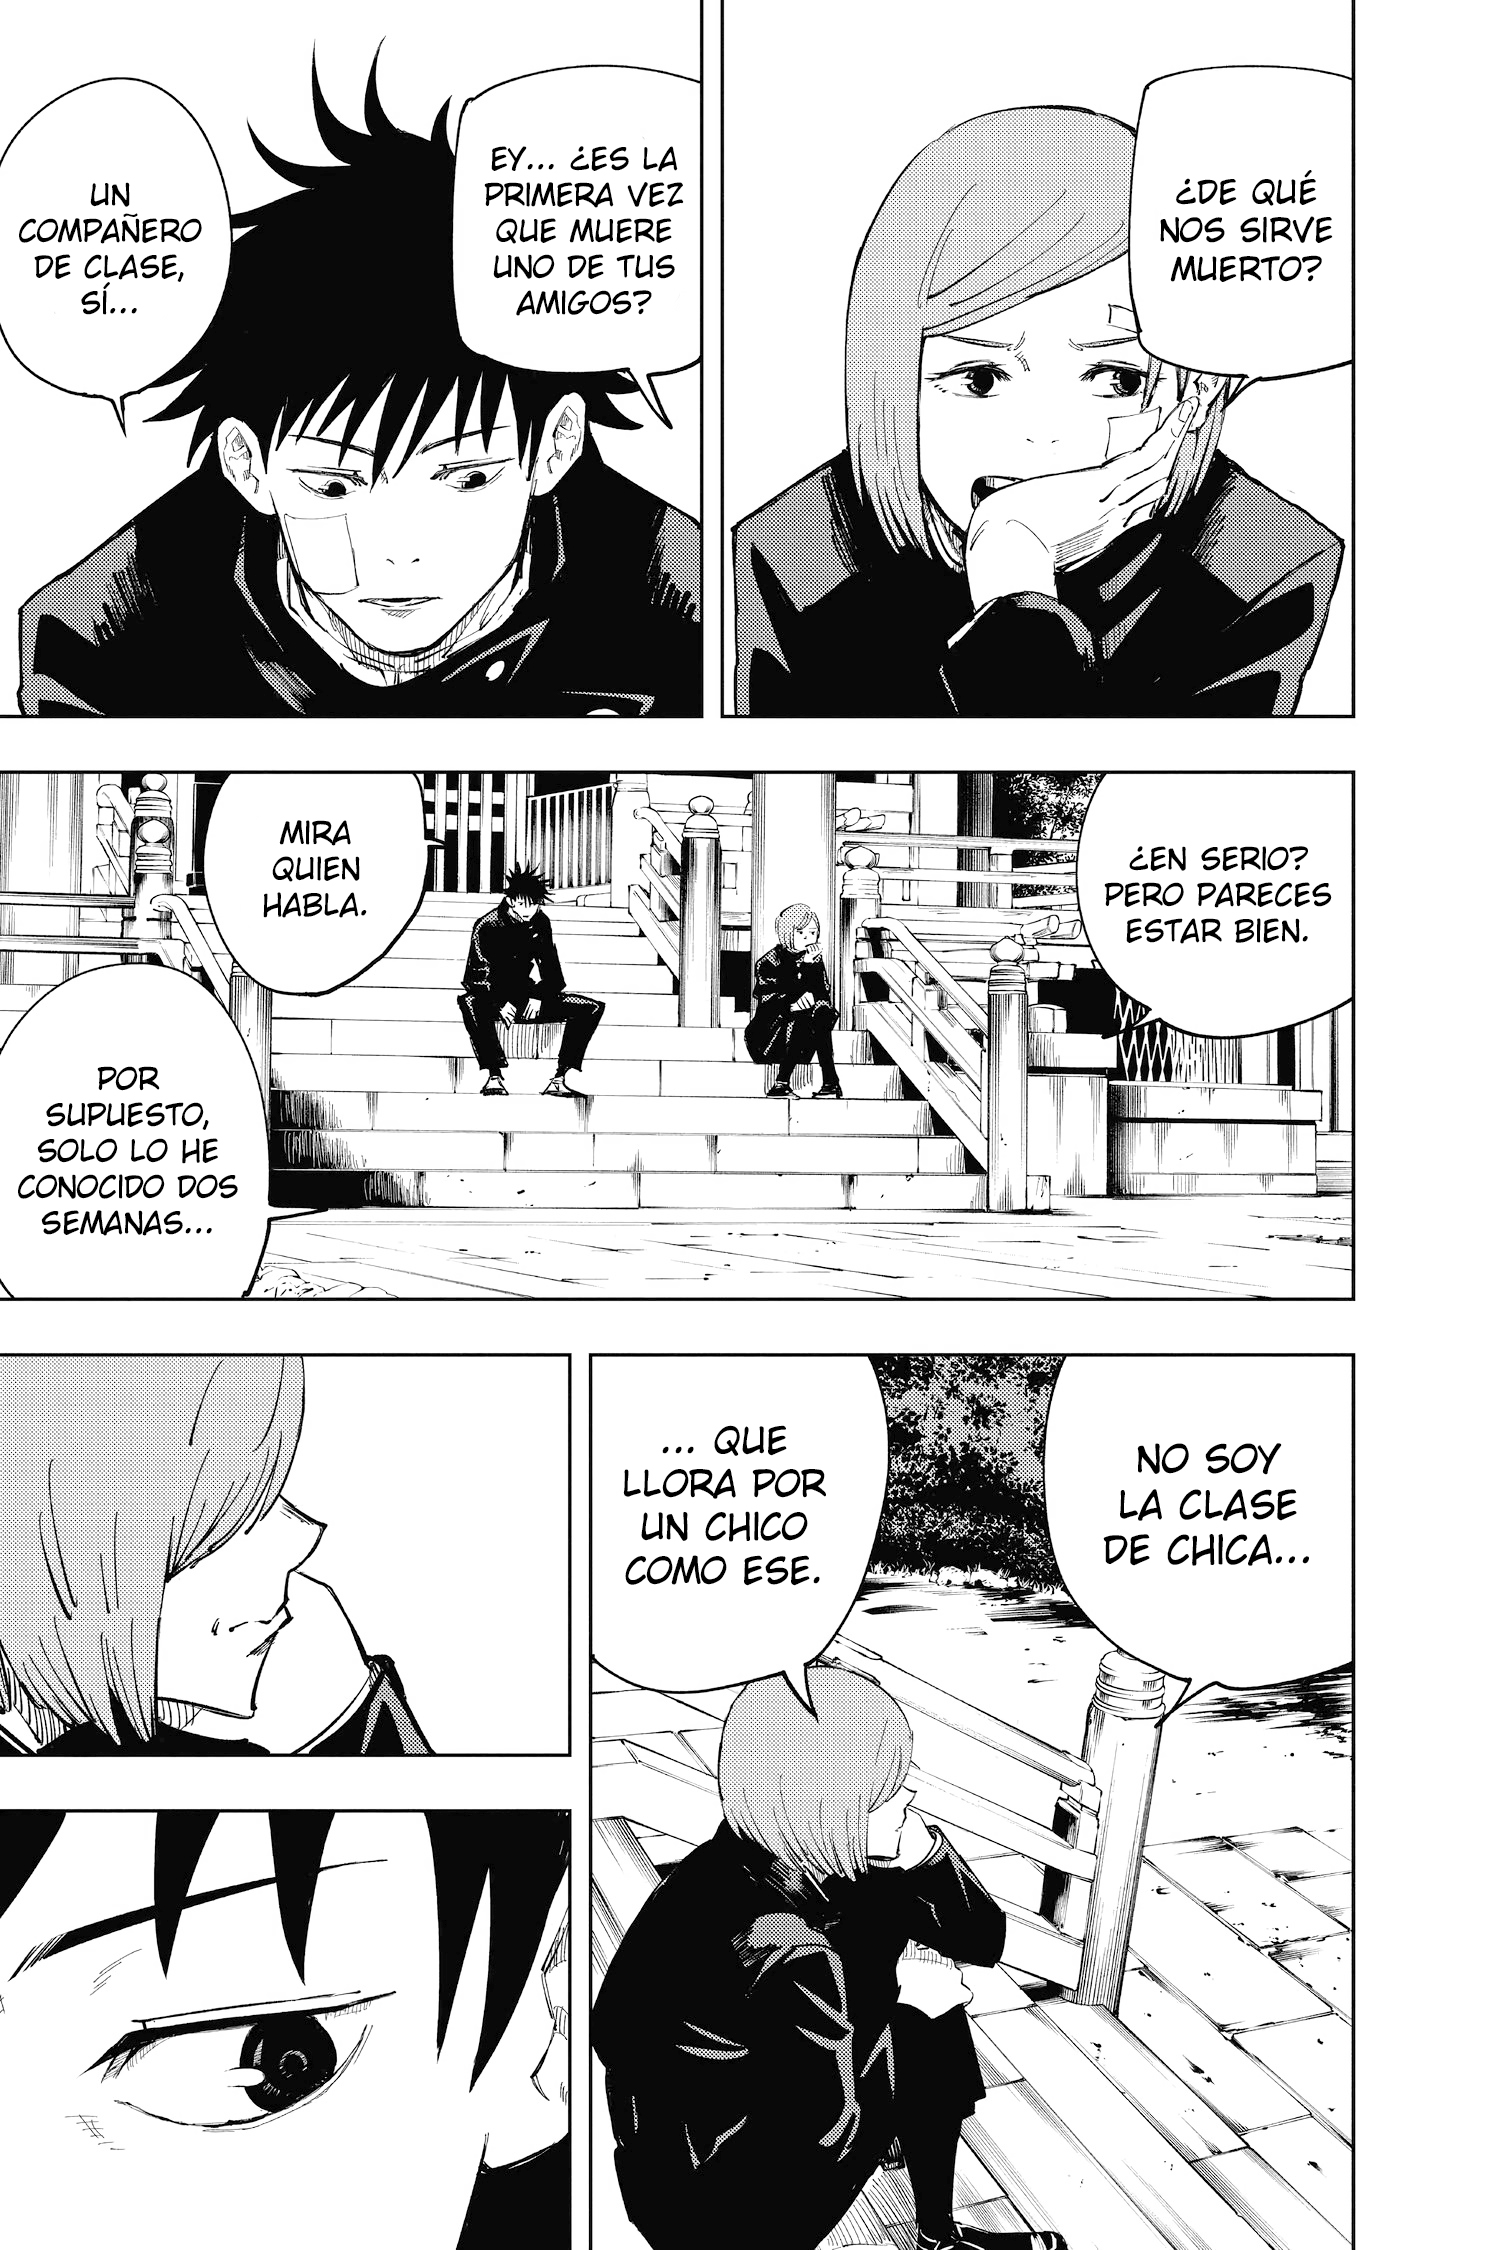 ¿DE QUÉ
NOS SIRVE
MUERTO?
EY... ¿ES LA
PRIMERA VEZ
QUE MUERE
UNO DE TUS
AMIGOS?
UN
COMPAÑERO
DE CLASE,
SÍ...
¿EN SERIO?
PERO PARECES
ESTAR BIEN.
MIRA
QUIEN
HABLA.
POR
SUPUESTO,
SOLO LO HE
CONOCIDO DOS
SEMANAS...
NO SOY
LA CLASE
DE CHICA...
... QUE
LLORA POR
UN CHICO
COMO ESE.